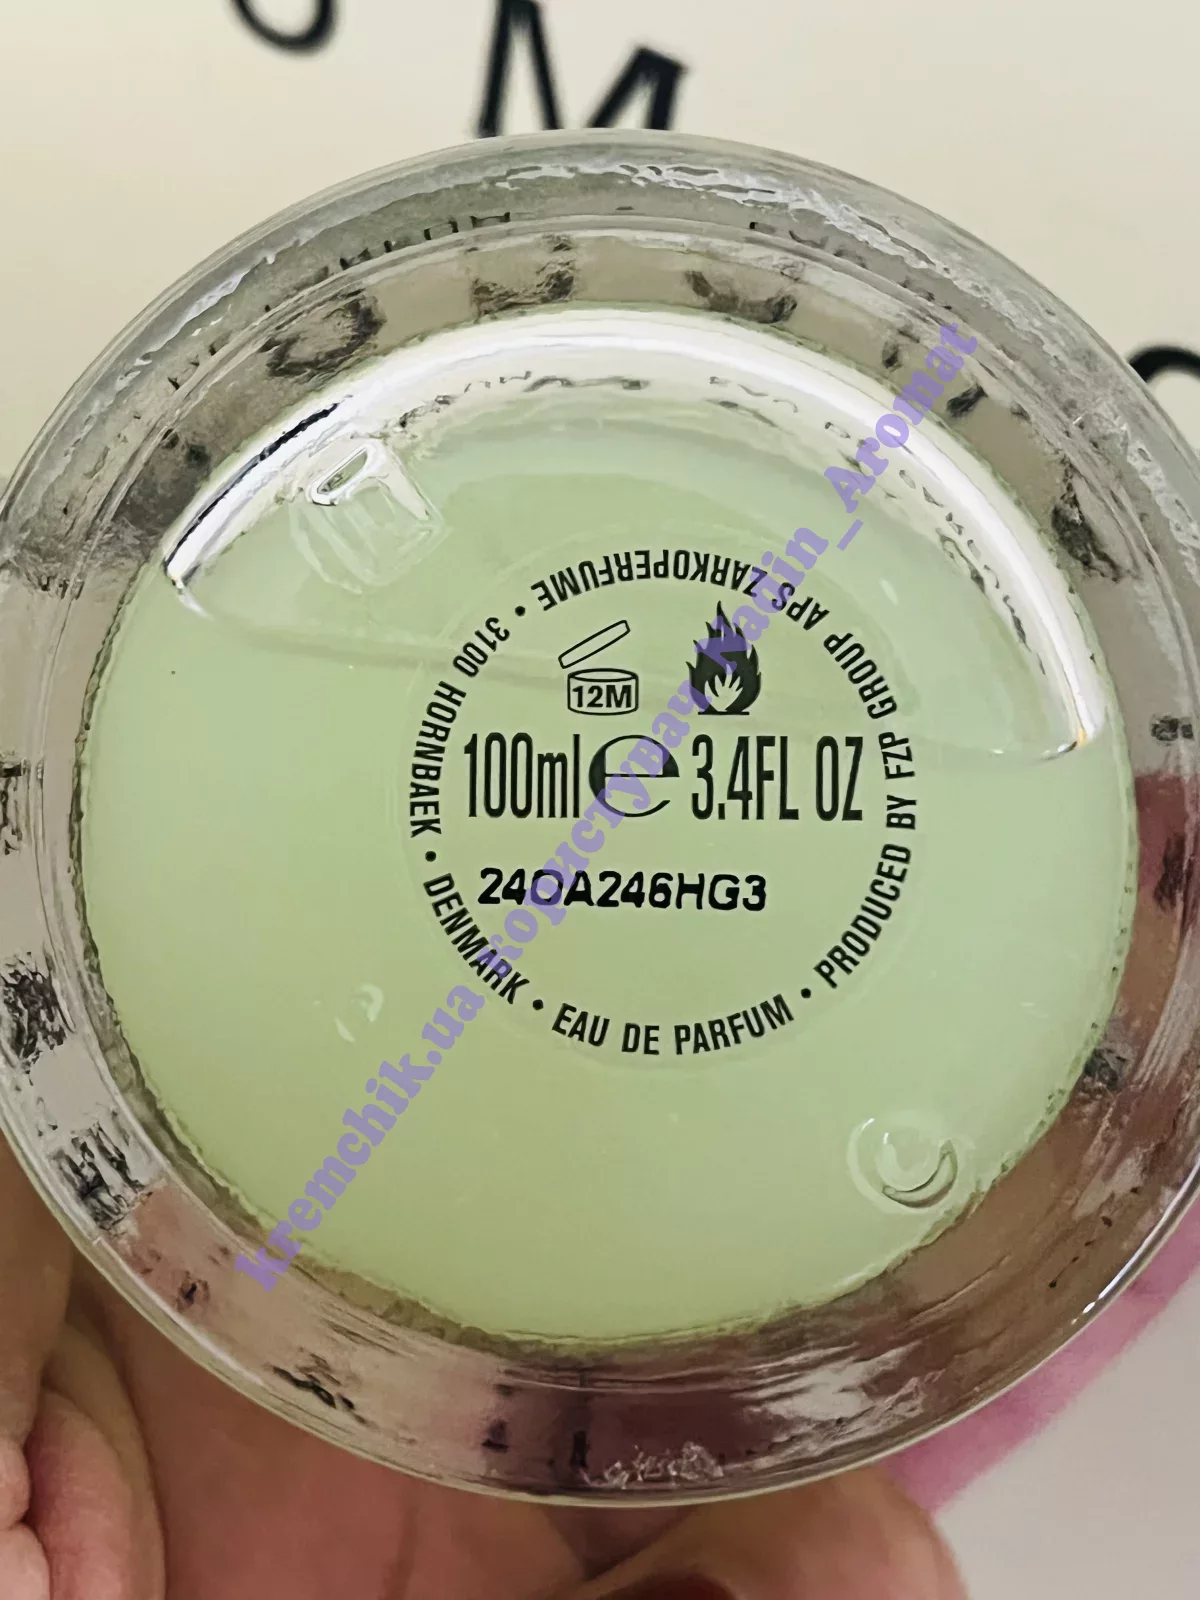 M
ZARKOPERFUME • 3100 HORNBAEK • DENMARK • EAU DE PARFUM • PRODUCED BY FZP GROUP APS
12M
100ml e 3.4FL OZ
24OA246HG3
kremchik.ua користувач Nadin_Aromat